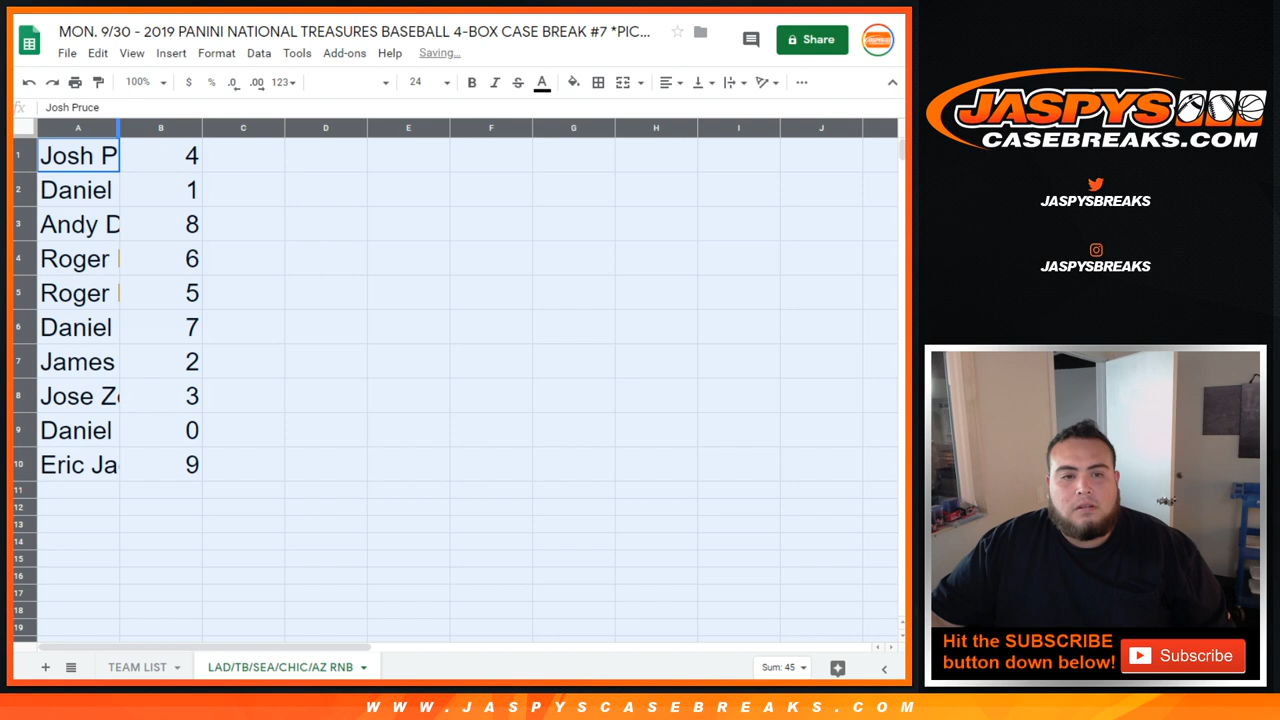 MON. 9/30 - 2019 PANINI NATIONAL TREASURES BASEBALL 4-BOX CASE BREAK #7 *PIC...
File Edit View Insert Format Data Tools Add-ons Help Saving...
Share
100% $ % .0 .00 123 24 B I S A
fx Josh Pruce
A B C D E F G H I J
1 Josh P 4
2 Daniel 1
3 Andy D 8
4 Roger 6
5 Roger 5
6 Daniel 7
7 James 2
8 Jose Z 3
9 Daniel 0
10 Eric Ja 9
11
12
13
14
15
16
17
18
19
TEAM LIST LAD/TB/SEA/CHIC/AZ RNB Sum: 45
JASPYS
CASEBREAKS.COM
JASPYSBREAKS
JASPYSBREAKS
Hit the SUBSCRIBE
button down below!
Subscribe
WWW.JASPYSCASEBREAKS.COM